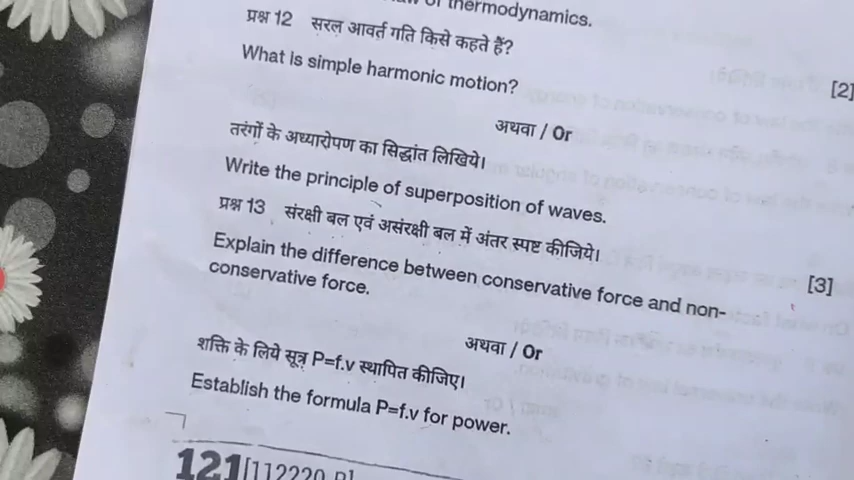 of thermodynamics.
प्रश्न 12 सरल आवर्त गति किसे कहते हैं?
What is simple harmonic motion? [2]
अथवा / Or
तरंगों के अध्यारोपण का सिद्धांत लिखिये।
Write the principle of superposition of waves.
प्रश्न 13 संरक्षी बल एवं असंरक्षी बल में अंतर स्पष्ट कीजिये।
Explain the difference between conservative force and non- [3]
conservative force.
अथवा / Or
शक्ति के लिये सूत्र P=f.v स्थापित कीजिए।
Establish the formula P=f.v for power.
121[112220